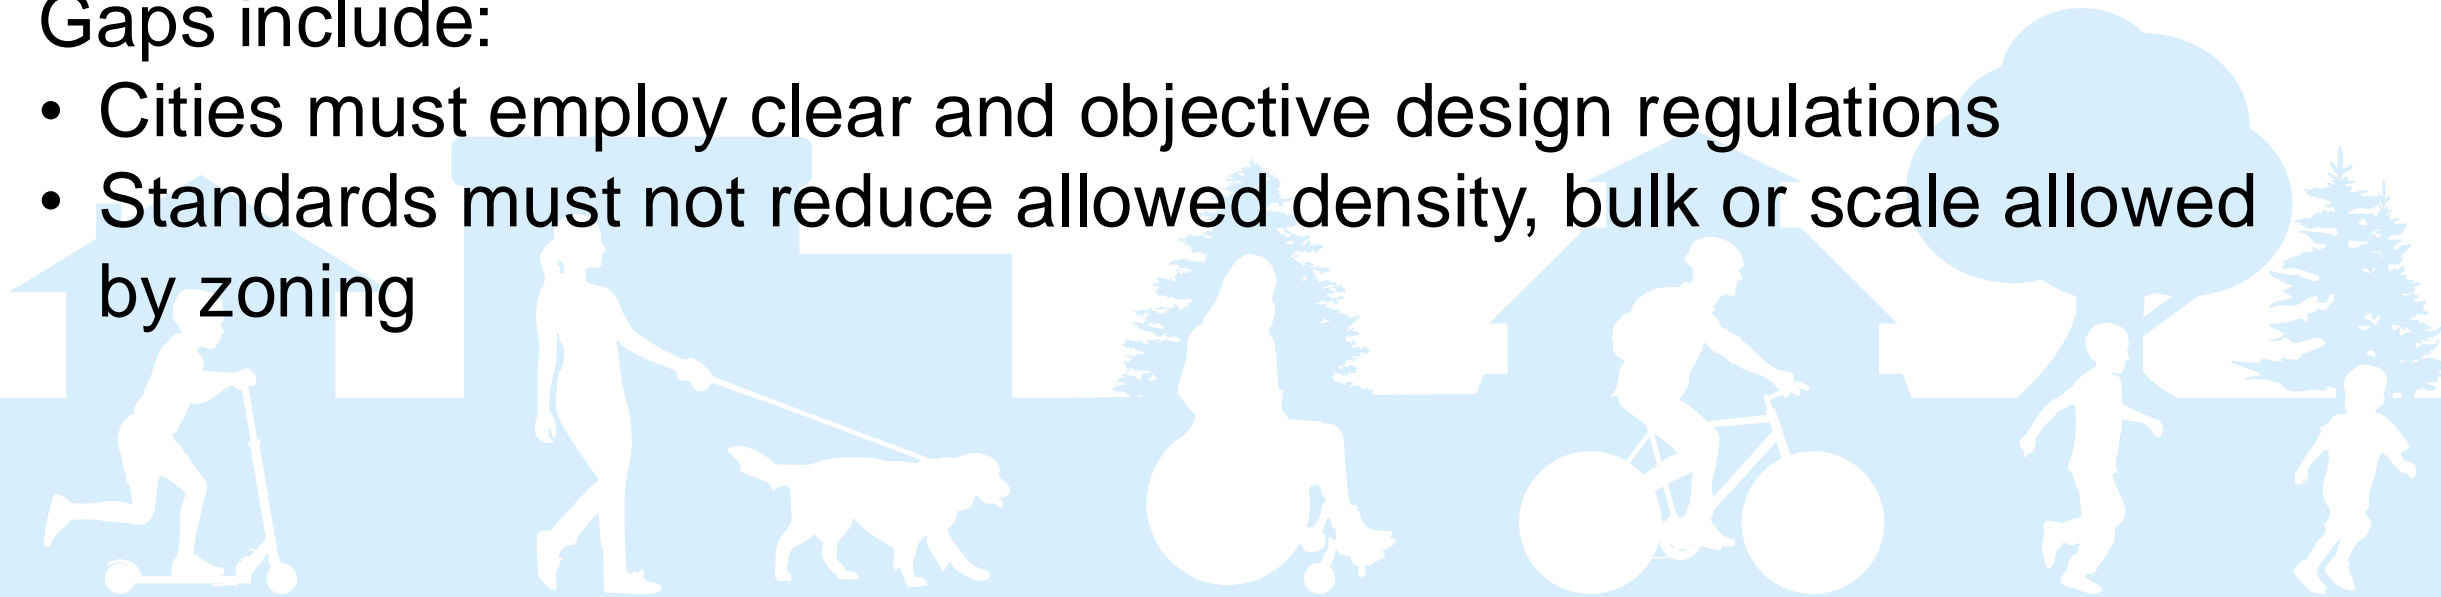 Gaps include:
• Cities must employ clear and objective design regulations
• Standards must not reduce allowed density, bulk or scale allowed
by zoning